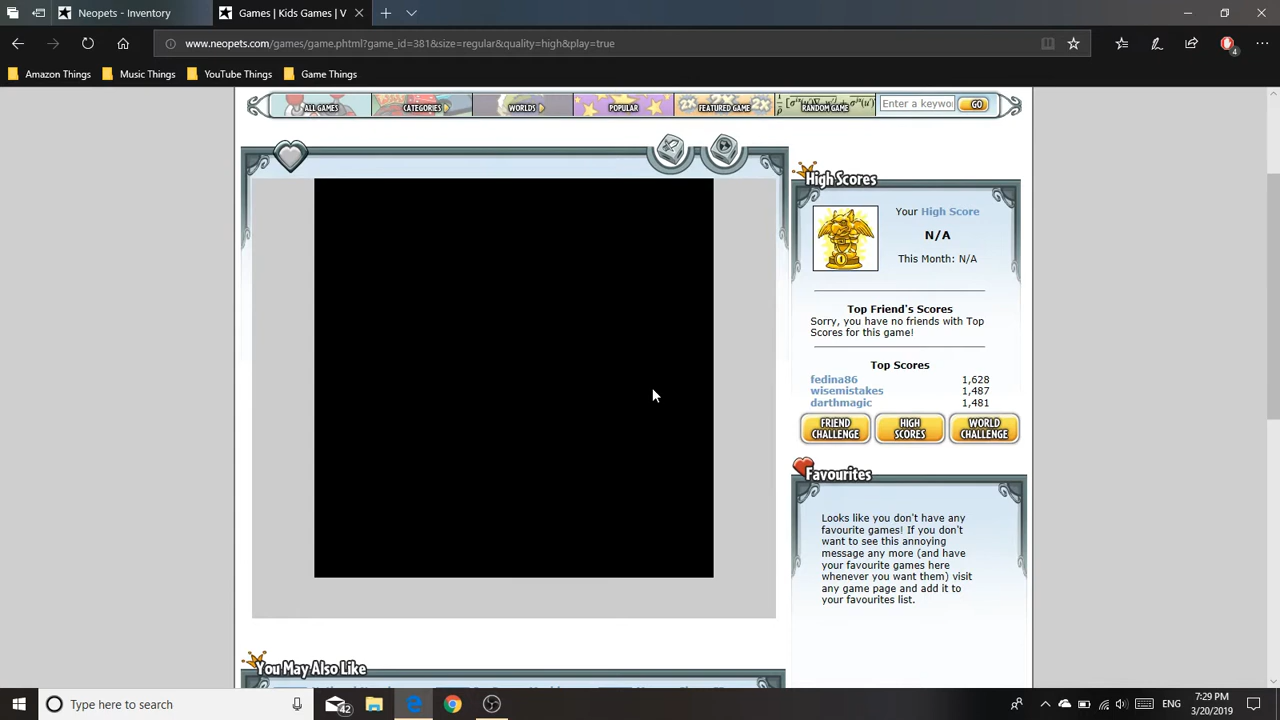 Neopets - Inventory
Games | Kids Games | V
www.neopets.com/games/game.phtml?game_id=381&size=regular&quality=high&play=true
4
Amazon Things
Music Things
YouTube Things
Game Things
ALL GAMES
CATEGORIES
WORLDS
POPULAR
2X FEATURED GAME 2X
RANDOM GAME
Enter a keywo
GO
High Scores
Your High Score
N/A
This Month: N/A
Top Friend's Scores
Sorry, you have no friends with Top
Scores for this game!
Top Scores
fedina86 1,628
wisemistakes 1,487
darthmagic 1,481
FRIEND CHALLENGE
HIGH SCORES
WORLD CHALLENGE
Favourites
Looks like you don't have any
favourite games! If you don't
want to see this annoying
message any more (and have
your favourite games here
whenever you want them) visit
any game page and add it to
your favourites list.
You May Also Like
Type here to search
42
ENG
7:29 PM
3/20/2019